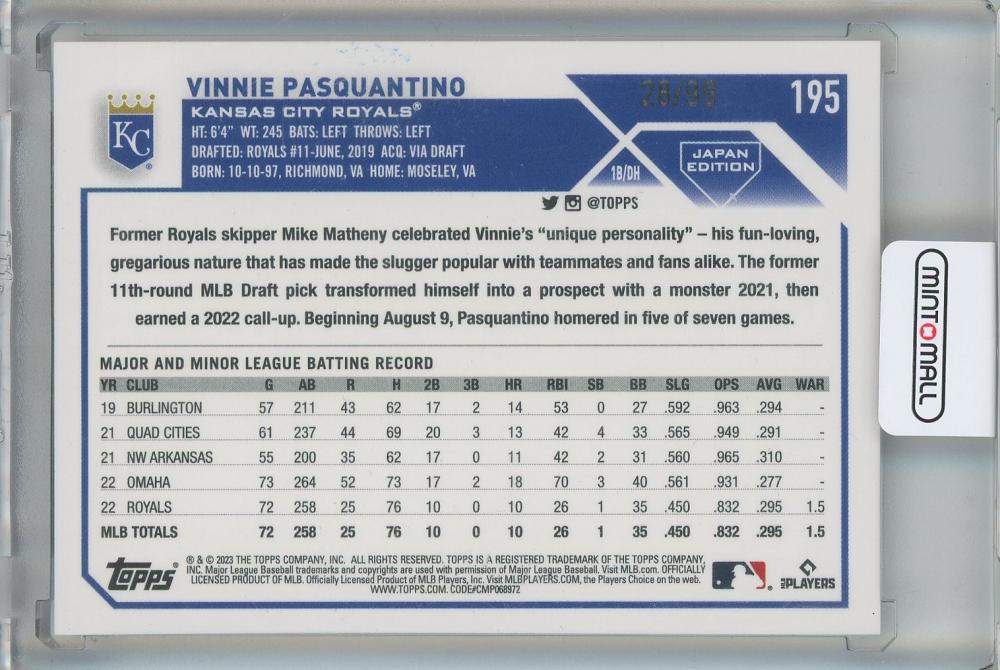 VINNIE PASQUANTINO
28/99
195
KANSAS CITY ROYALS®
HT: 6'4" WT: 245 BATS: LEFT THROWS: LEFT
DRAFTED: ROYALS #11-JUNE, 2019 ACQ: VIA DRAFT
BORN: 10-10-97, RICHMOND, VA HOME: MOSELEY, VA
KC
1B/DH
JAPAN
EDITION
@TOPPS
Former Royals skipper Mike Matheny celebrated Vinnie's “unique personality” – his fun-loving,
gregarious nature that has made the slugger popular with teammates and fans alike. The former
11th-round MLB Draft pick transformed himself into a prospect with a monster 2021, then
earned a 2022 call-up. Beginning August 9, Pasquantino homered in five of seven games.
MAJOR AND MINOR LEAGUE BATTING RECORD
YR CLUB G AB R H 2B 3B HR RBI SB BB SLG OPS AVG WAR
19 BURLINGTON 57 211 43 62 17 2 14 53 0 27 .592 .963 .294 -
21 QUAD CITIES 61 237 44 69 20 3 13 42 4 33 .565 .949 .291 -
21 NW ARKANSAS 55 200 35 62 17 0 11 42 2 31 .560 .965 .310 -
22 OMAHA 73 264 52 73 17 2 18 70 3 40 .561 .931 .277 -
22 ROYALS 72 258 25 76 10 0 10 26 1 35 .450 .832 .295 1.5
MLB TOTALS 72 258 25 76 10 0 10 26 1 35 .450 .832 .295 1.5
Topps®
® & © 2023 THE TOPPS COMPANY, INC. ALL RIGHTS RESERVED. TOPPS IS A REGISTERED TRADEMARK OF THE TOPPS COMPANY,
INC. Major League Baseball trademarks and copyrights are used with permission of Major League Baseball. Visit MLB.com. OFFICIALLY
LICENSED PRODUCT OF MLB. Officially Licensed Product of MLB Players, Inc. Visit MLBPLAYERS.COM, the Players Choice on the web.
WWW.TOPPS.COM. CODE#CMP068972
MLBPLAYERS
MINTOMALL